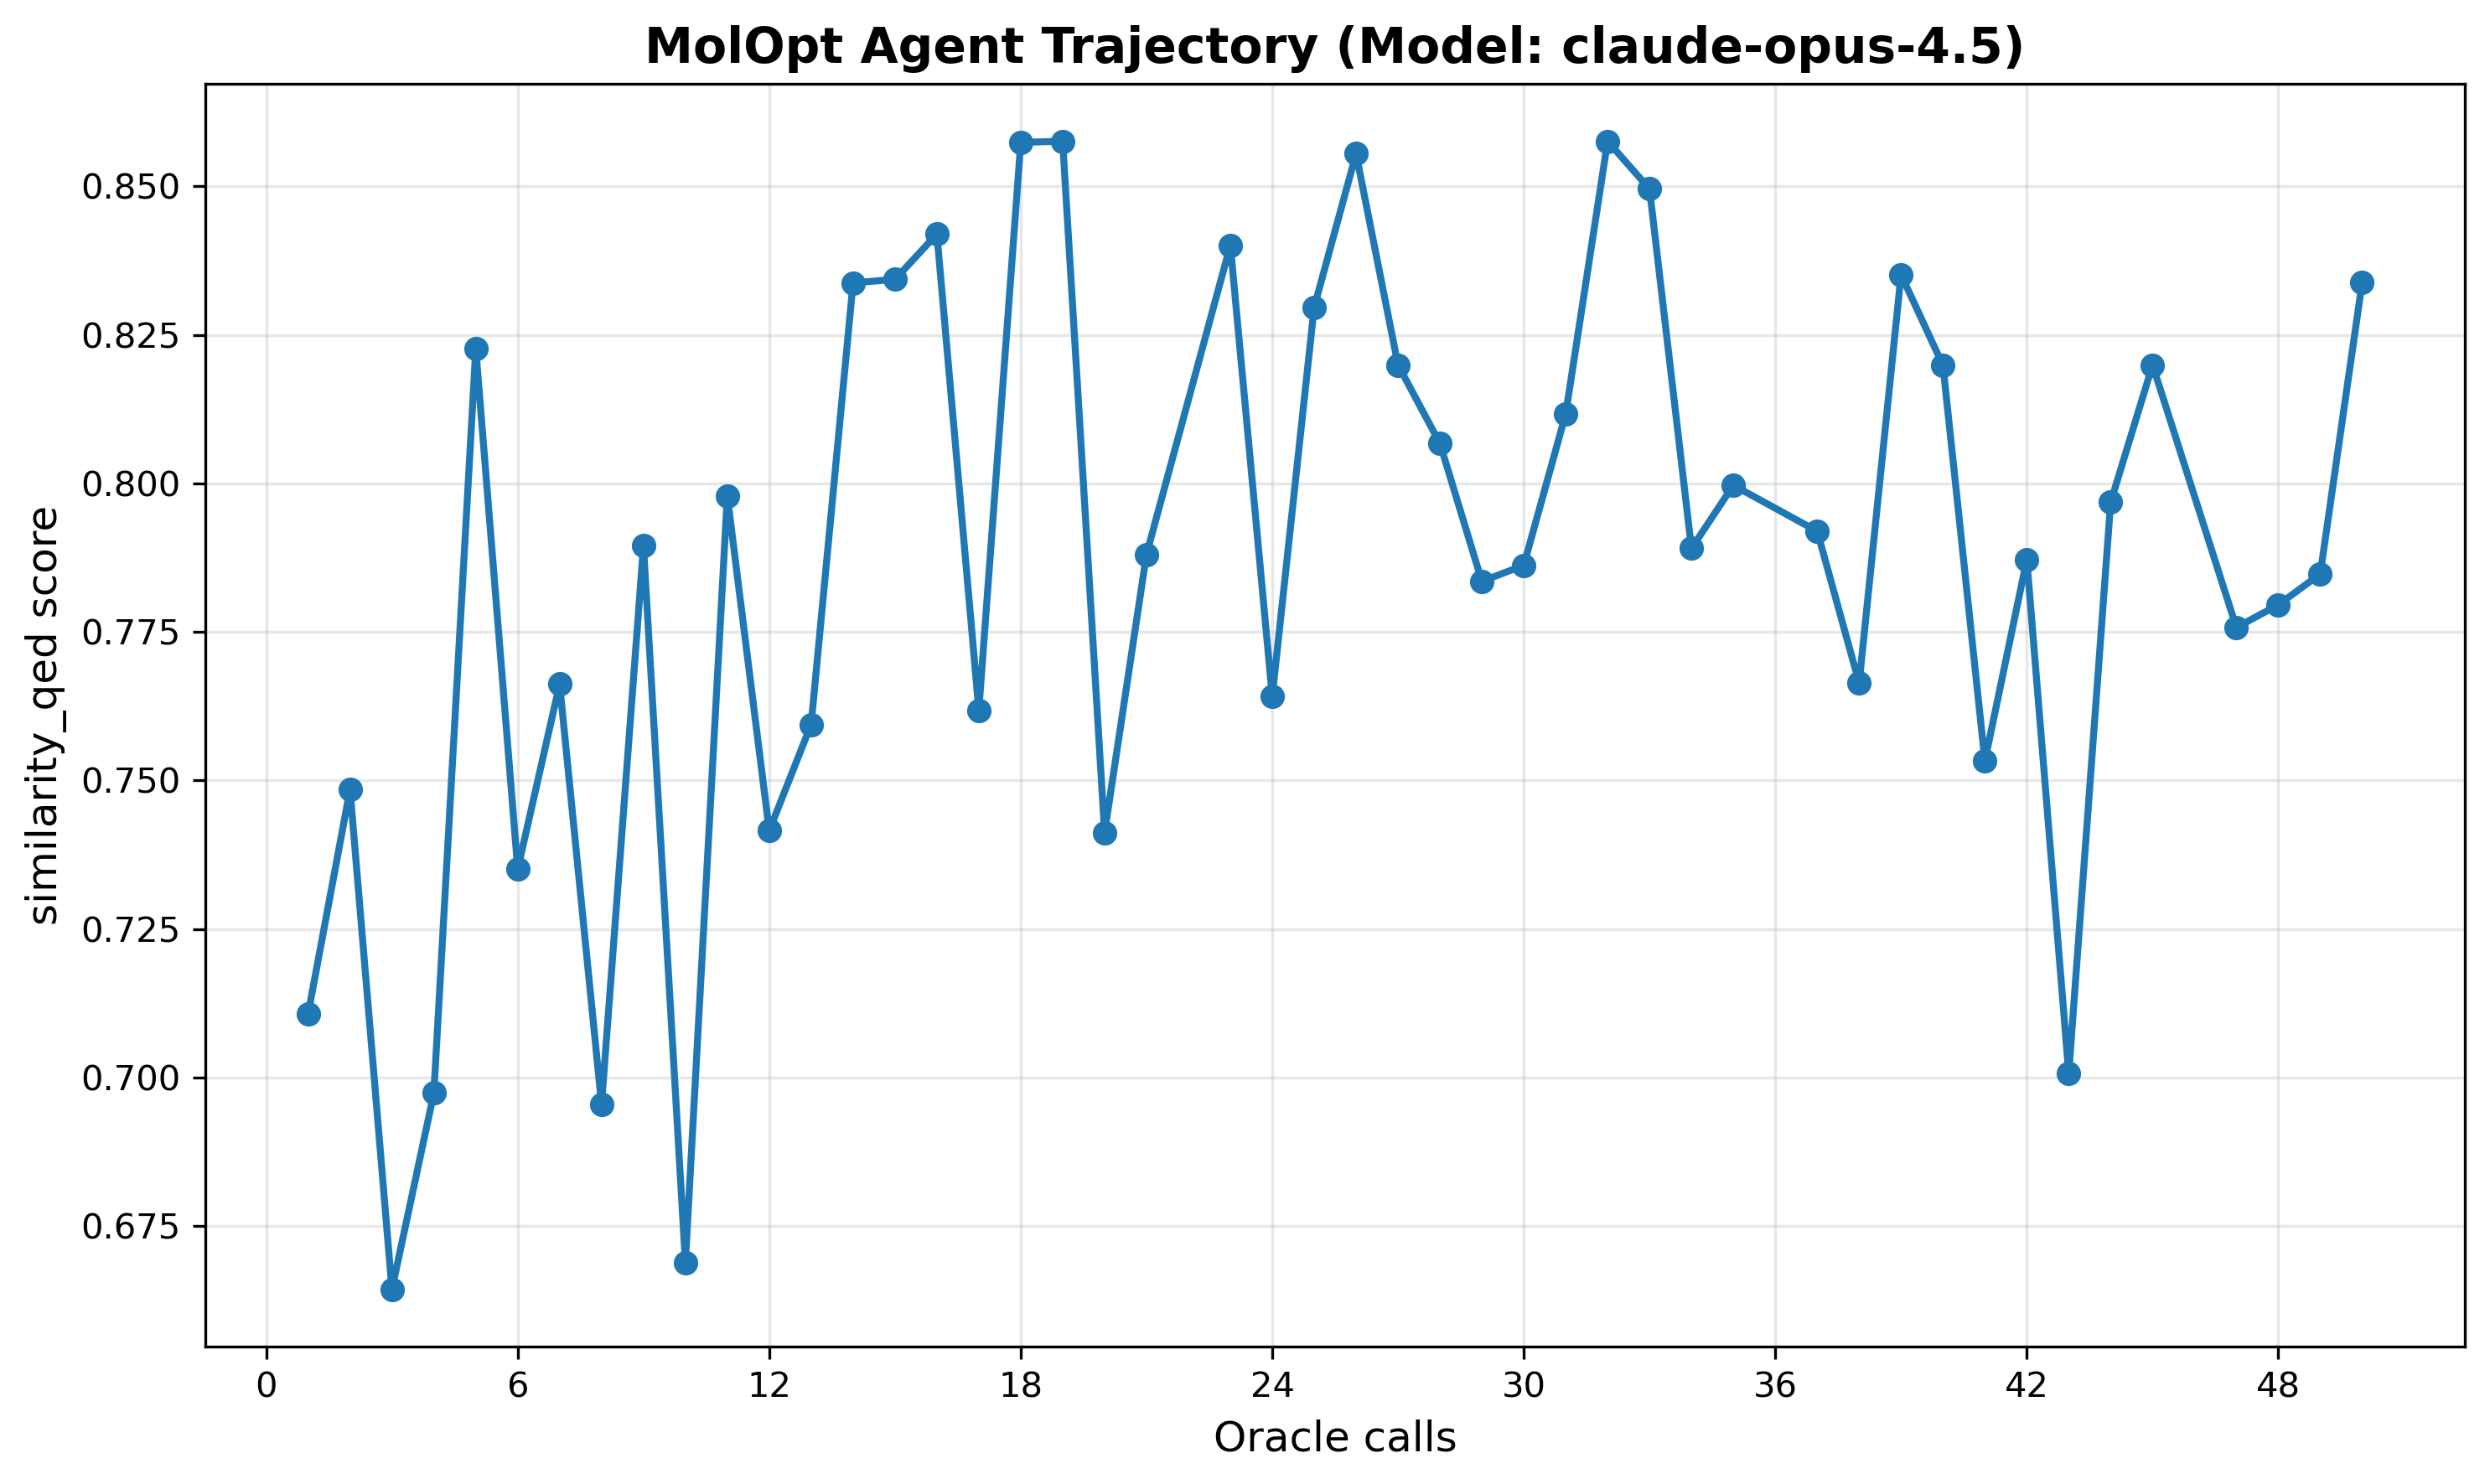 MolOpt Agent Trajectory (Model: claude-opus-4.5)
similarity_qed score
0.850
0.825
0.800
0.775
0.750
0.725
0.700
0.675
0 6 12 18 24 30 36 42 48
Oracle calls